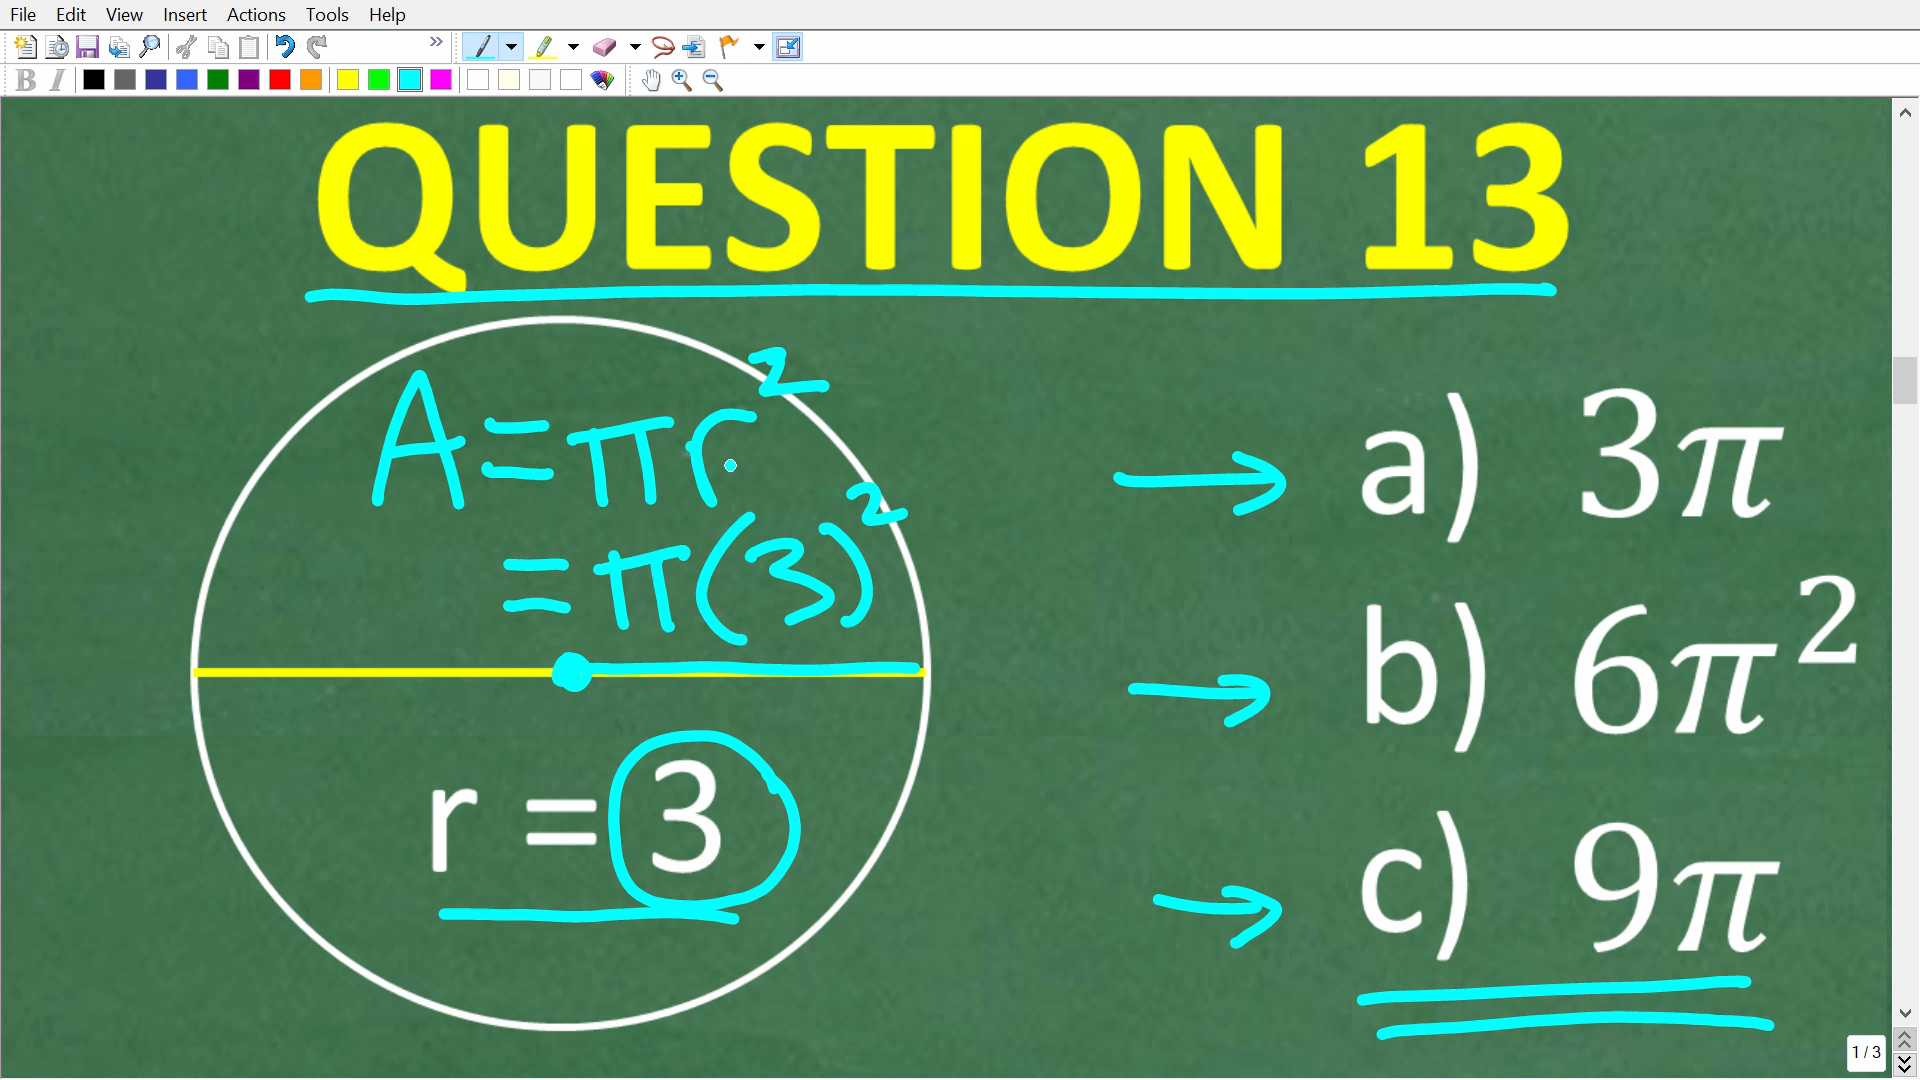 File Edit View Insert Actions Tools Help
B I
QUESTION 13
A = πr²
= π(3)²
r = 3
a) 3π
b) 6π²
c) 9π
1 / 3